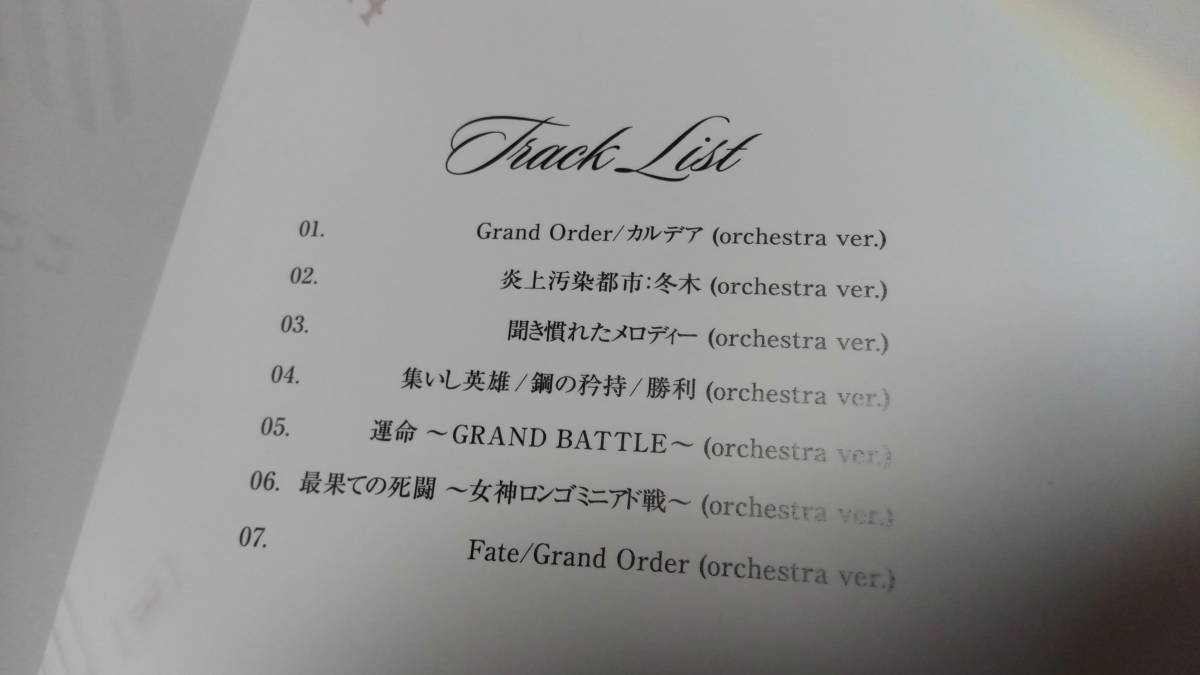 Track List
01. Grand Order/カルデア (orchestra ver.)
02. 炎上汚染都市:冬木 (orchestra ver.)
03. 聞き慣れたメロディー (orchestra ver.)
04. 集いし英雄/鋼の矜持/勝利 (orchestra ver.)
05. 運命 ～GRAND BATTLE～ (orchestra ver.)
06. 最果ての死闘 ～女神ロンゴミニアド戦～ (orchestra ver.)
07. Fate/Grand Order (orchestra ver.)